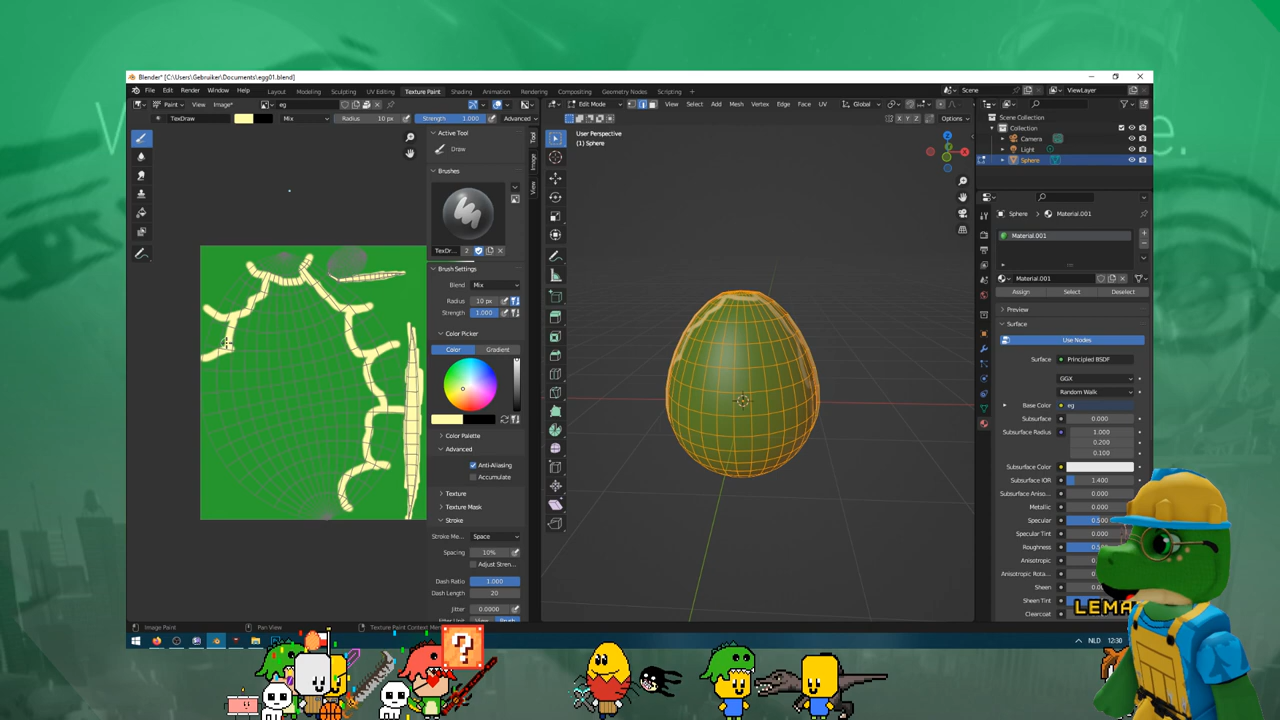 Blender* [C:\Users\Gebruiker\Documents\egg01.blend]
File Edit Render Window Help Layout Modeling Sculpting UV Editing Texture Paint Shading Animation Rendering Compositing Geometry Nodes Scripting + Scene ViewLayer
Paint View Image* eg Edit Mode View Select Add Mesh Vertex Edge Face UV Global
TexDraw Mix Radius 10 px Strength 1.000 Advanced X Y Z Options
Active Tool
Draw
Brushes
TexDr... 2
Brush Settings
Blend Mix
Radius 10 px
Strength 1.000
Color Picker
Color Gradient
Color Palette
Advanced
Anti-Aliasing
Accumulate
Texture
Texture Mask
Stroke
Stroke Me... Space
Spacing 10%
Adjust Stren...
Dash Ratio 1.000
Dash Length 20
Jitter 0.0000
Tool
Image
View
User Perspective
(1) Sphere
Scene Collection
Collection
Camera
Light
Sphere
Sphere Material.001
Material.001
Material.001
Assign Select Deselect
Preview
Surface
Use Nodes
Surface Principled BSDF
GGX
Random Walk
Base Color eg
Subsurface 0.000
Subsurface Radius 1.000
0.200
0.100
Subsurface Color
Subsurface IOR 1.400
Subsurface Aniso... 0.000
Metallic 0.000
Specular 0.500
Specular Tint 0.000
Roughness
Anisotropic
Anisotropic Rota...
Sheen
Sheen Tint
Clearcoat
Image Paint Pan View Texture Paint Context Men
NLD 12:30
LEMA
?